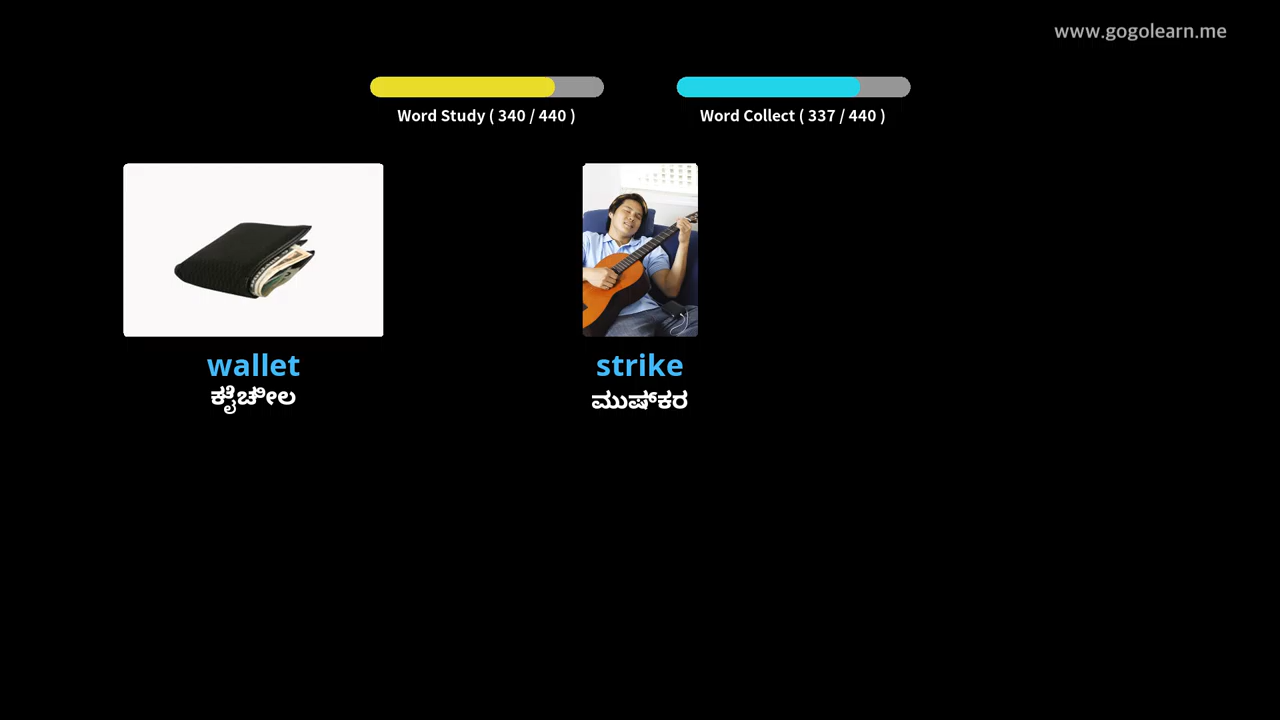 www.gogolearn.me
Word Study ( 340 / 440 )
Word Collect ( 337 / 440 )
wallet
ಕೈಚೀಲ
strike
ಮುಷ್ಕರ